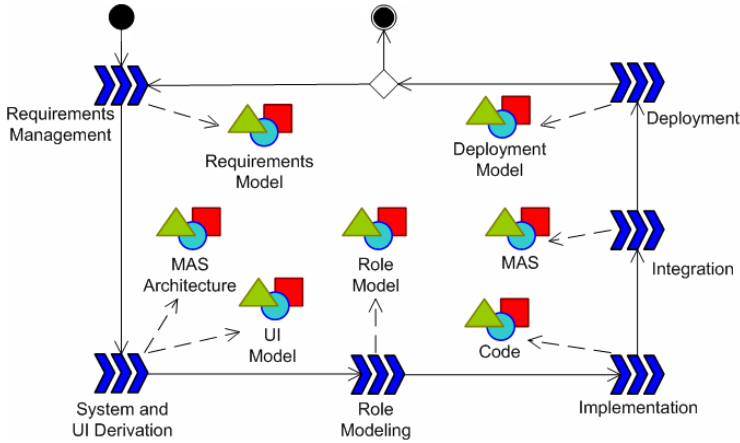 Requirements
Management
Requirements
Model
Deployment
Model
Deployment
MAS
Architecture
Role
Model
MAS
Integration
UI
Model
Code
System and
UI Derivation
Role
Modeling
Implementation